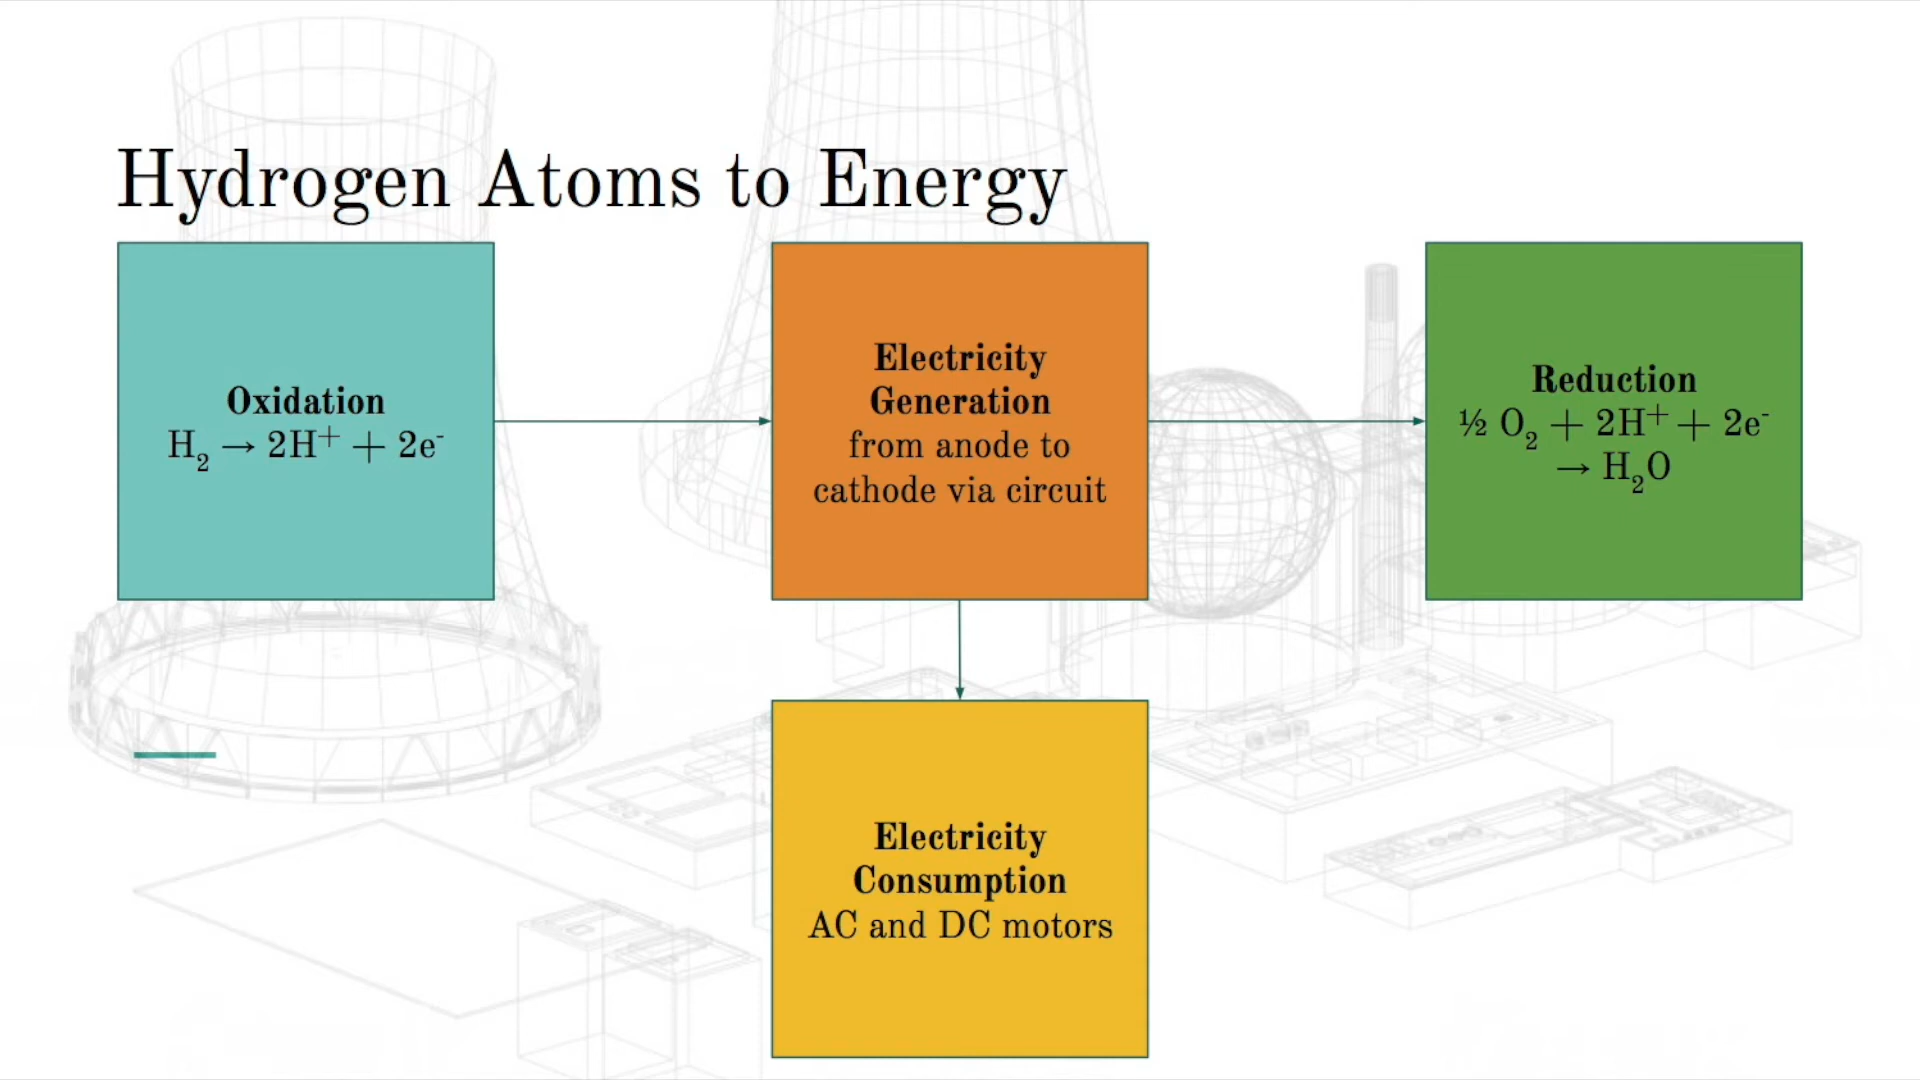 Hydrogen Atoms to Energy
Oxidation
H₂ → 2H⁺ + 2e⁻
Electricity
Generation
from anode to
cathode via circuit
Reduction
½ O₂ + 2H⁺ + 2e⁻
→ H₂O
Electricity
Consumption
AC and DC motors